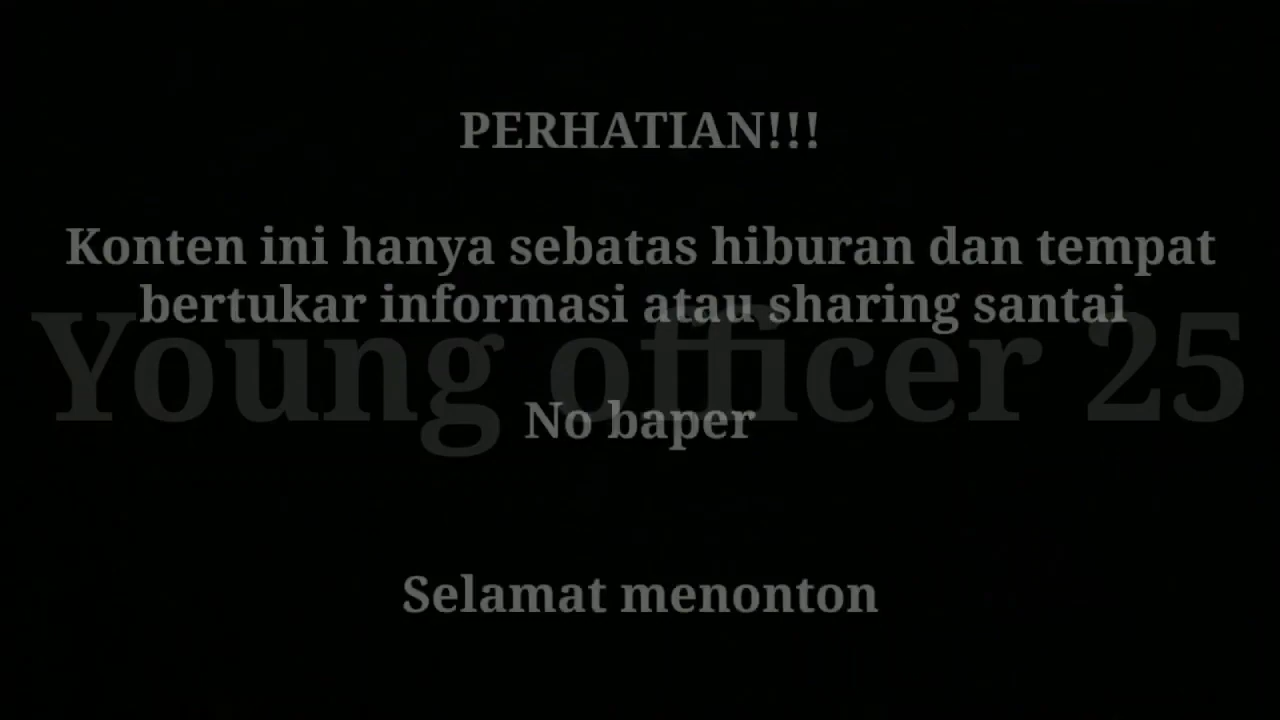 PERHATIAN!!!
Konten ini hanya sebatas hiburan dan tempat
bertukar informasi atau sharing santai
Young officer 25
No baper
Selamat menonton